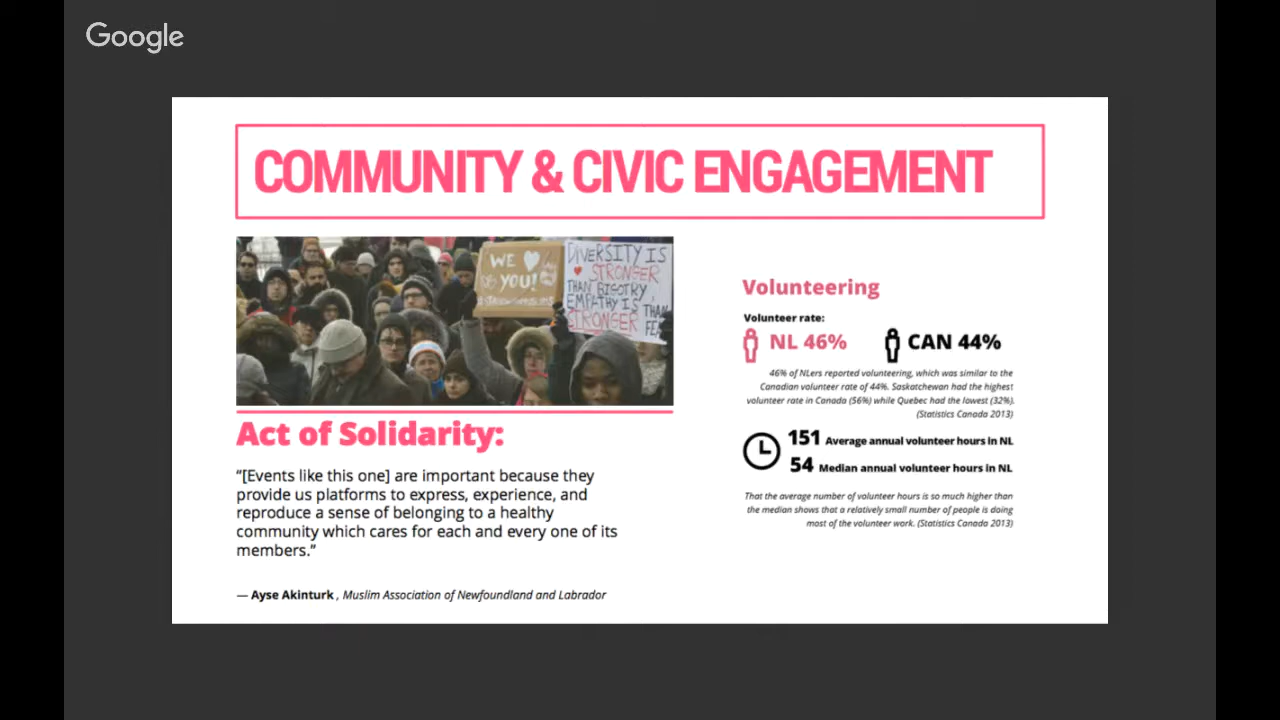 Google
COMMUNITY & CIVIC ENGAGEMENT
WE ♥
YOU!
DIVERSITY IS
♥ STRONGER
THAN BIGOTRY
EMPATHY IS THAN
STRONGER
Act of Solidarity:
“[Events like this one] are important because they
provide us platforms to express, experience, and
reproduce a sense of belonging to a healthy
community which cares for each and every one of its
members.”
— Ayse Akinturk , Muslim Association of Newfoundland and Labrador
Volunteering
Volunteer rate:
NL 46% CAN 44%
46% of NLers reported volunteering, which was similar to the
Canadian volunteer rate of 44%. Saskatchewan had the highest
volunteer rate in Canada (56%) while Quebec had the lowest (32%).
(Statistics Canada 2013)
151 Average annual volunteer hours in NL
54 Median annual volunteer hours in NL
That the average number of volunteer hours is so much higher than
the median shows that a relatively small number of people is doing
most of the volunteer work. (Statistics Canada 2013)